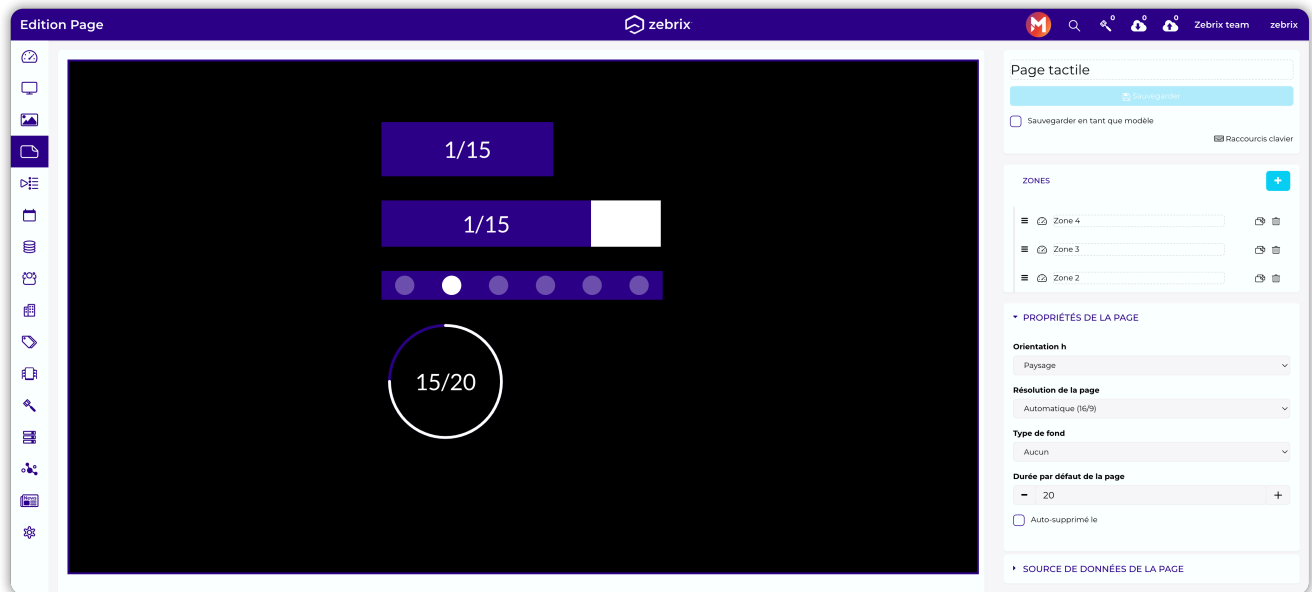 Edition Page
zebrix
0
0
0
Zebrix team
zebrix
1/15
1/15
15/20
Page tactile
Sauvegarder
Sauvegarder en tant que modèle
Raccourcis clavier
ZONES
+
Zone 4
Zone 3
Zone 2
PROPRIÉTÉS DE LA PAGE
Orientation h
Paysage
Résolution de la page
Automatique (16/9)
Type de fond
Aucun
Durée par défaut de la page
- 20 +
Auto-supprimé le
SOURCE DE DONNÉES DE LA PAGE
News